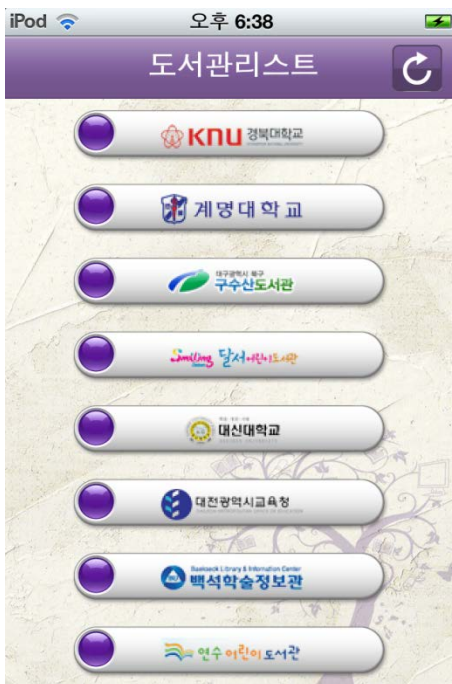 iPod 오후 6:38
도서관리스트
KNU 경북대학교
계명대학교
대구광역시 북구
구수산도서관
Smiling 달서어린이도서관
대신대학교
대전광역시교육청
Baekseok Library & Information Center
백석학술정보관
연수어린이도서관